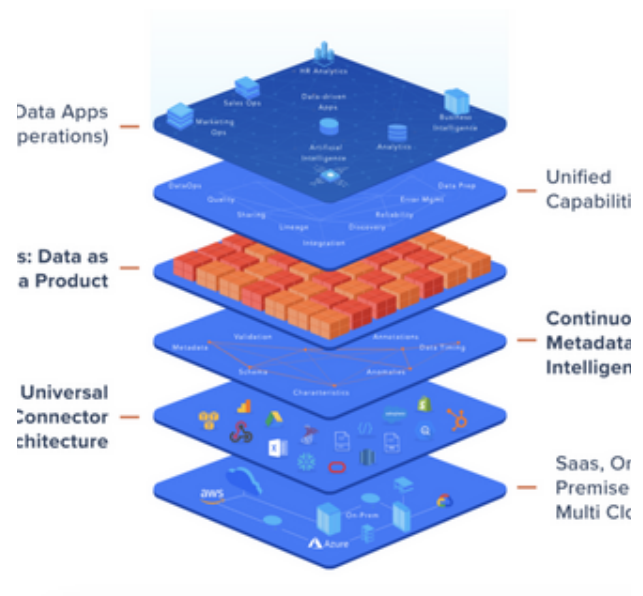 HR Analytics
Sales Ops
Data-driven
Apps
Marketing
Ops
Business
Intelligence
Artificial
Intelligence
Analytics
Data Apps
perations)
DataOps
Data Prep
Quality
Error Mgmt
Sharing
Reliability
Lineage
Discovery
Integration
Unified
Capabiliti
s: Data as
a Product
Validation
Annotations
Metadata
Data Timing
Schema
Anomalies
Characteristics
Continuo
Metadata
Intelligen
Universal
Connector
chitecture
aws
On-Prem
Azure
Saas, On
Premise
Multi Clo